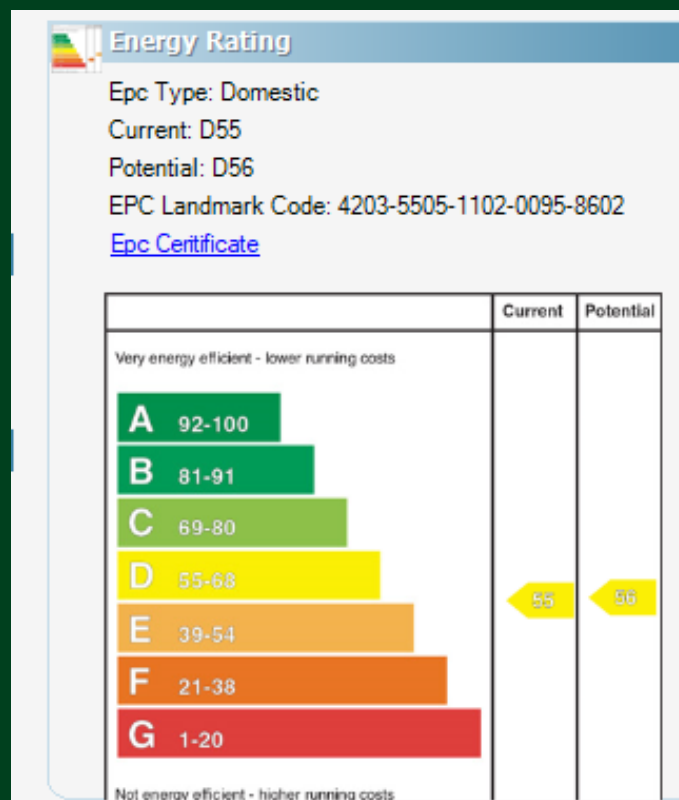 Energy Rating
Epc Type: Domestic
Current: D55
Potential: D56
EPC Landmark Code: 4203-5505-1102-0095-8602
Epc Ceritificate
Current Potential
Very energy efficient - lower running costs
A 92-100
B 81-91
C 69-80
D 55-68
55 56
E 39-54
F 21-38
G 1-20
Not energy efficient - higher running costs